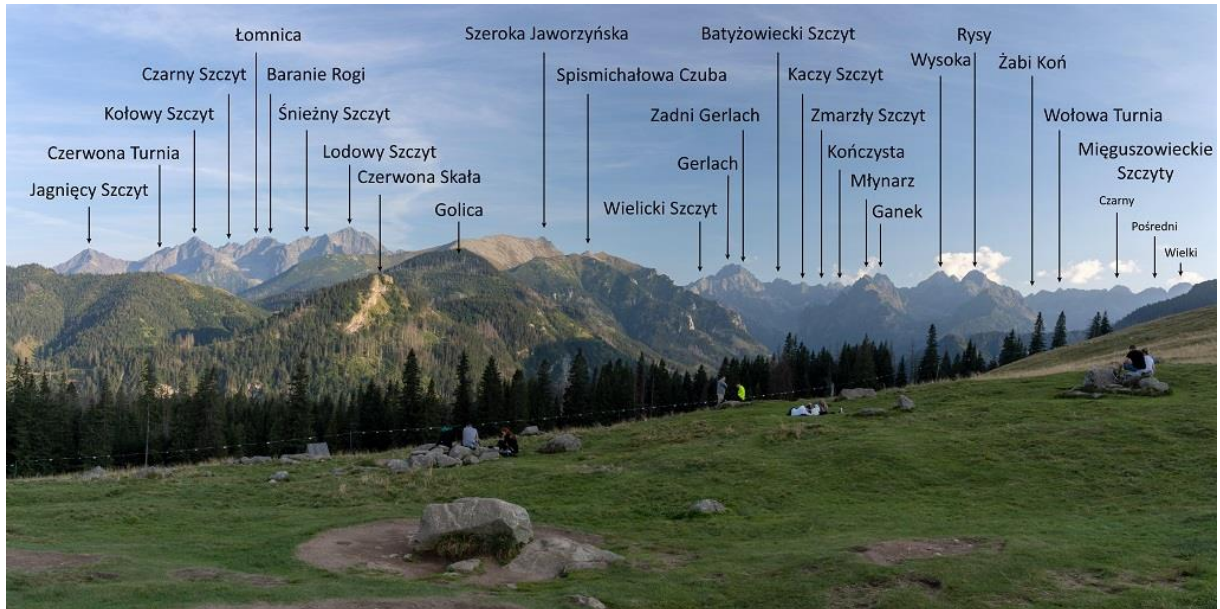 Łomnica
Szeroka Jaworzyńska
Batyżowiecki Szczyt
Rysy
Czarny Szczyt
Baranie Rogi
Spismichałowa Czuba
Kaczy Szczyt
Wysoka
Żabi Koń
Kołowy Szczyt
Śnieżny Szczyt
Zadni Gerlach
Zmarzły Szczyt
Wołowa Turnia
Czerwona Turnia
Lodowy Szczyt
Gerlach
Kończysta
Mięguszowieckie
Szczyty
Jagnięcy Szczyt
Czerwona Skała
Młynarz
Czarny
Golica
Wielicki Szczyt
Ganek
Pośredni
Wielki